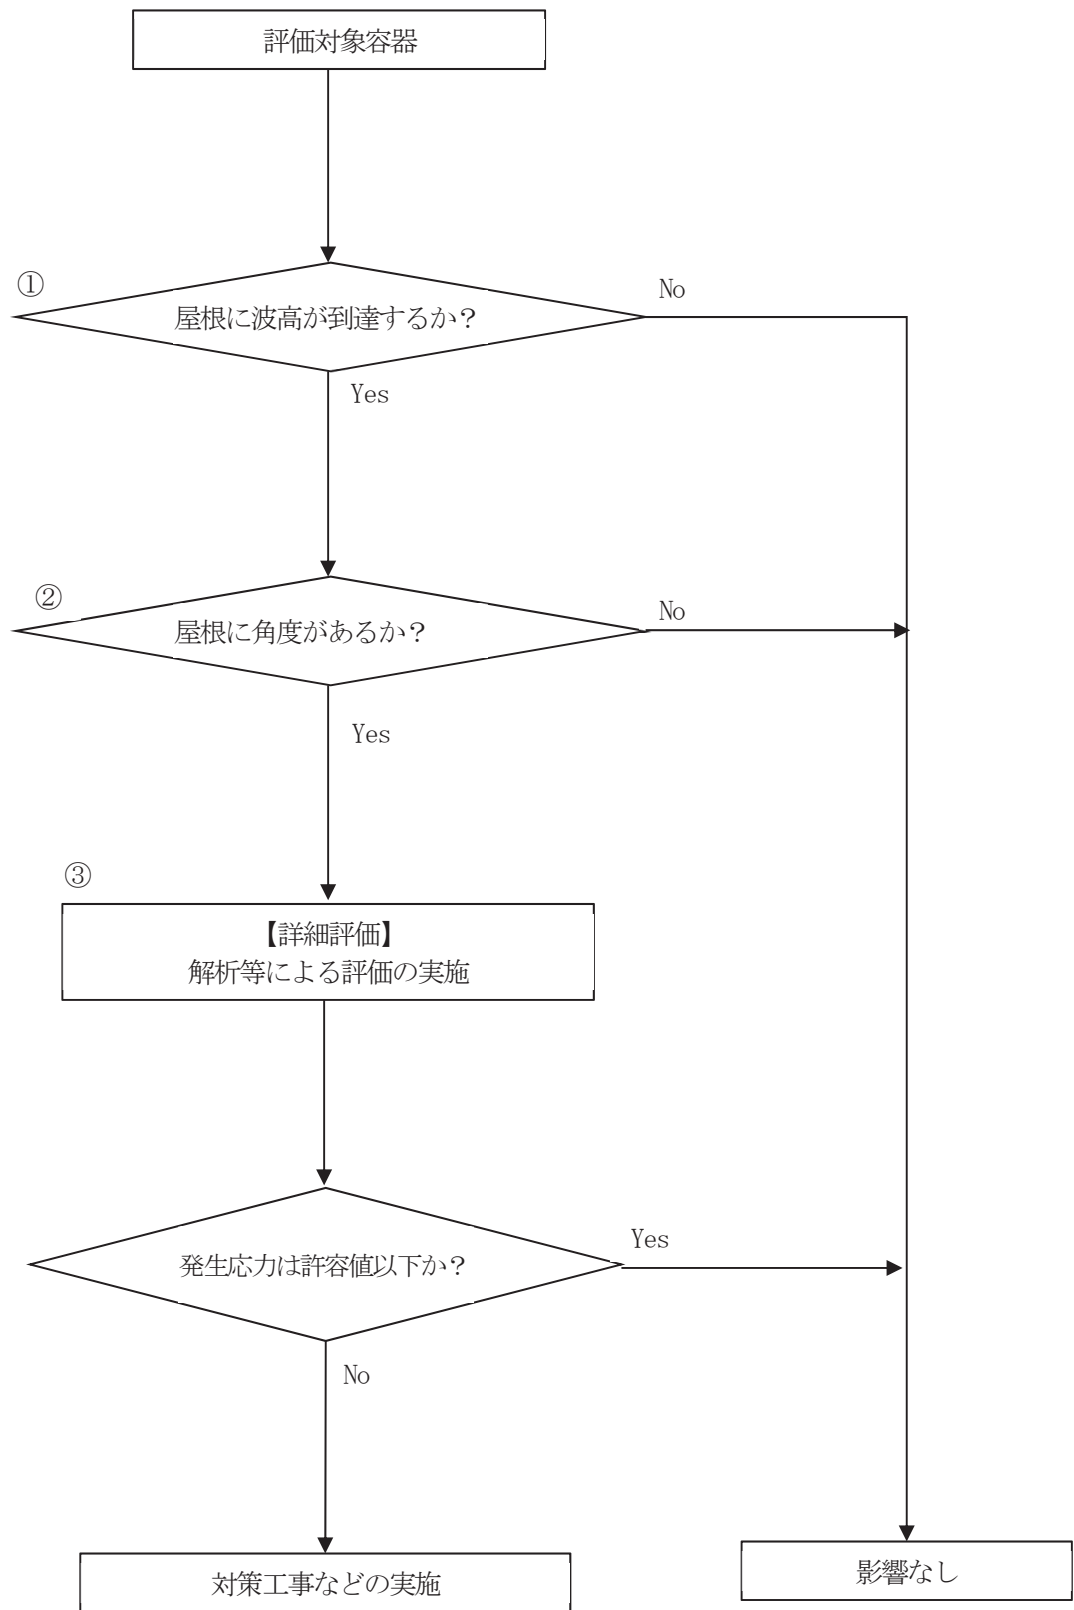 評価対象容器
①
屋根に波高が到達するか？
No
Yes
②
屋根に角度があるか？
No
Yes
③
【詳細評価】
解析等による評価の実施
発生応力は許容値以下か？
Yes
No
対策工事などの実施
影響なし